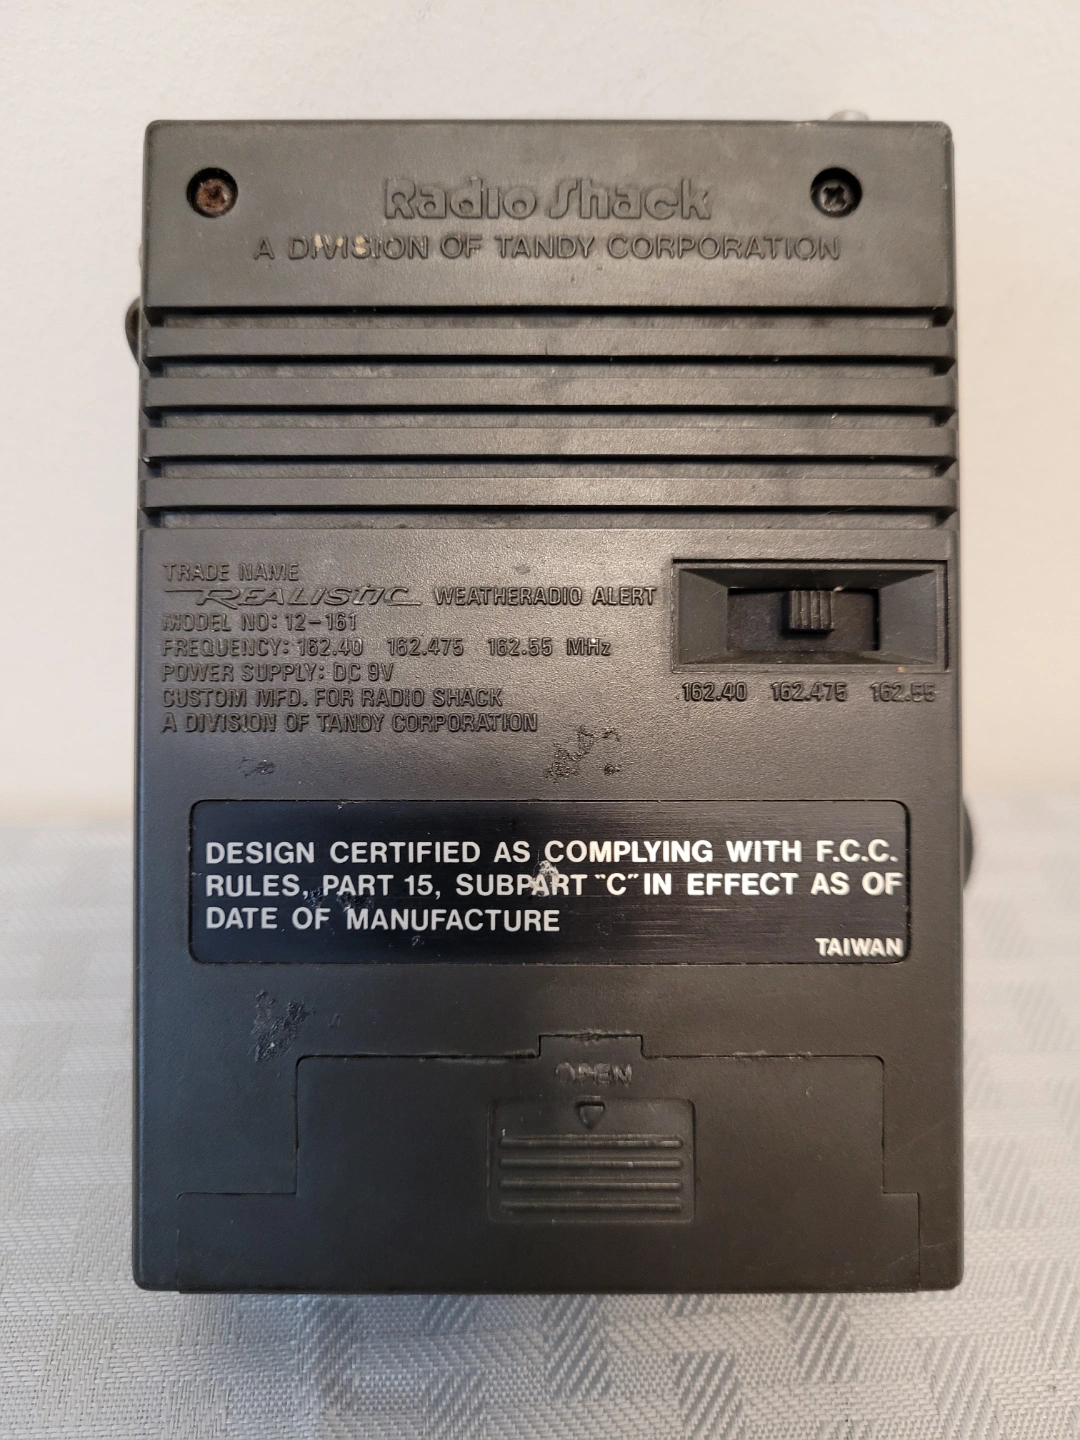 Radio Shack
A DIVISION OF TANDY CORPORATION
TRADE NAME
REALISTIC WEATHERADIO ALERT
MODEL NO: 12-161
FREQUENCY: 162.40 162.475 162.55 MHz
POWER SUPPLY: DC 9V
CUSTOM MFD. FOR RADIO SHACK
A DIVISION OF TANDY CORPORATION
162.40 162.475 162.55
DESIGN CERTIFIED AS COMPLYING WITH F.C.C.
RULES, PART 15, SUBPART "C" IN EFFECT AS OF
DATE OF MANUFACTURE
TAIWAN
OPEN